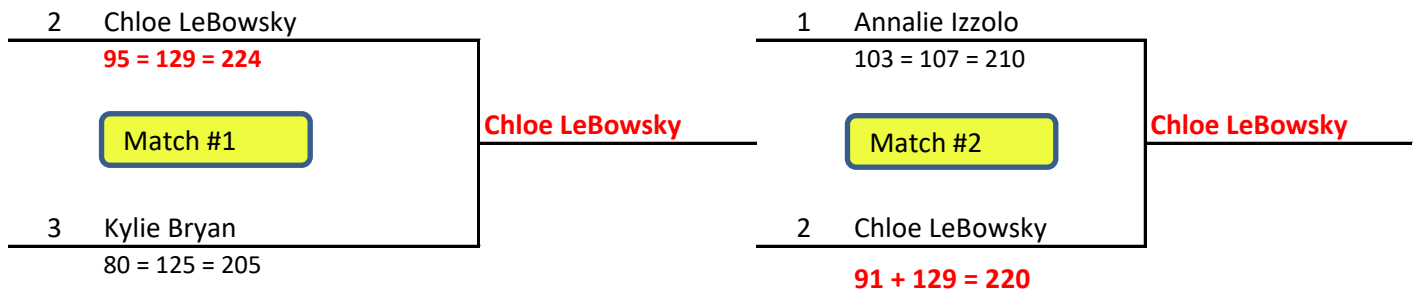 2 Chloe LeBowsky
95 = 129 = 224
Match #1
3 Kylie Bryan
80 = 125 = 205
Chloe LeBowsky
1 Annalie Izzolo
103 = 107 = 210
Match #2
2 Chloe LeBowsky
91 + 129 = 220
Chloe LeBowsky